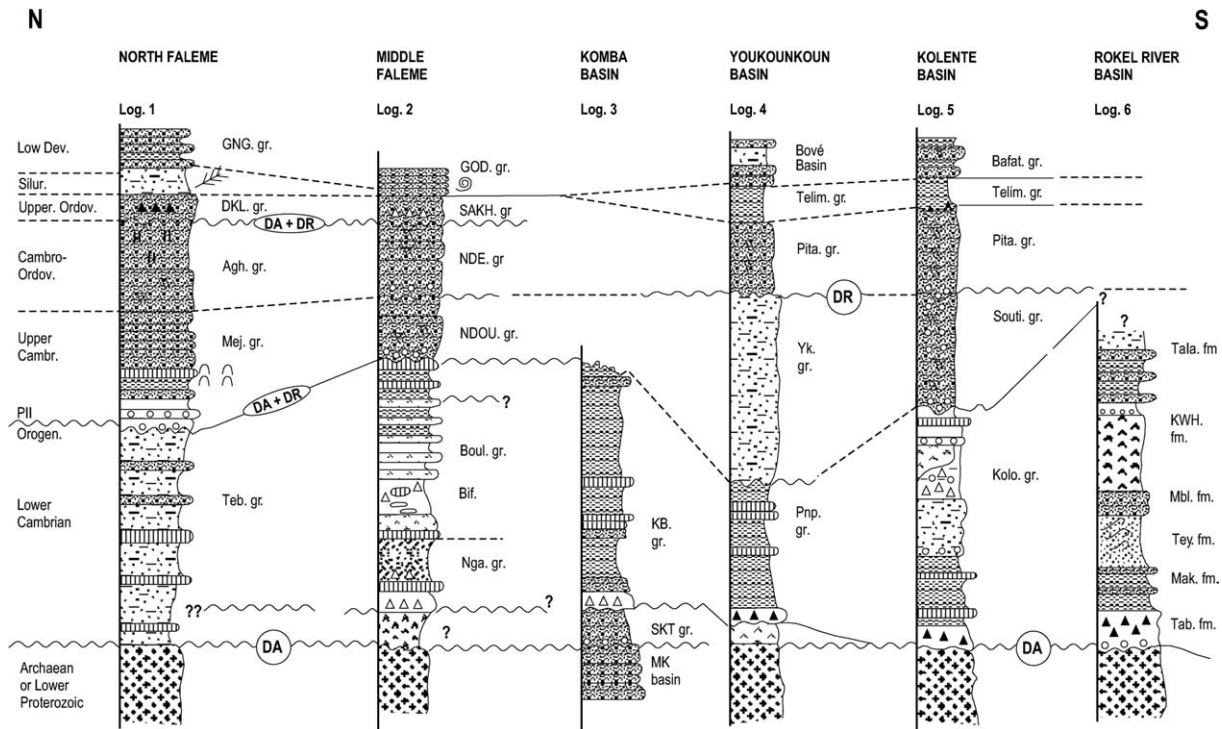 N
S
NORTH FALEME
MIDDLE
FALEME
KOMBA
BASIN
YOUKOUNKOUN
BASIN
KOLENTE
BASIN
ROKEL RIVER
BASIN
Log. 1
Log. 2
Log. 3
Log. 4
Log. 5
Log. 6
Low Dev.
Silur.
Upper. Ordov.
Cambro-
Ordov.
Upper
Cambr.
PII
Orogen.
Lower
Cambrian
Archaean
or Lower
Proterozoic
GNG. gr.
DKL. gr.
DA + DR
Agh. gr.
Mej. gr.
DA + DR
Teb. gr.
??
DA
GOD. gr.
SAKH. gr
NDE. gr
NDOU. gr.
?
Boul. gr.
Bif.
Nga. gr.
?
?
KB.
gr.
SKT gr.
MK
basin
Bové
Basin
Telim. gr.
Pita. gr.
DR
Yk.
gr.
Pnp.
gr.
Bafat. gr.
Telim. gr.
Pita. gr.
Souti. gr.
Kolo. gr.
DA
?
?
Tala. fm
KWH.
fm.
Mbl. fm.
Tey. fm.
Mak. fm.
Tab. fm.